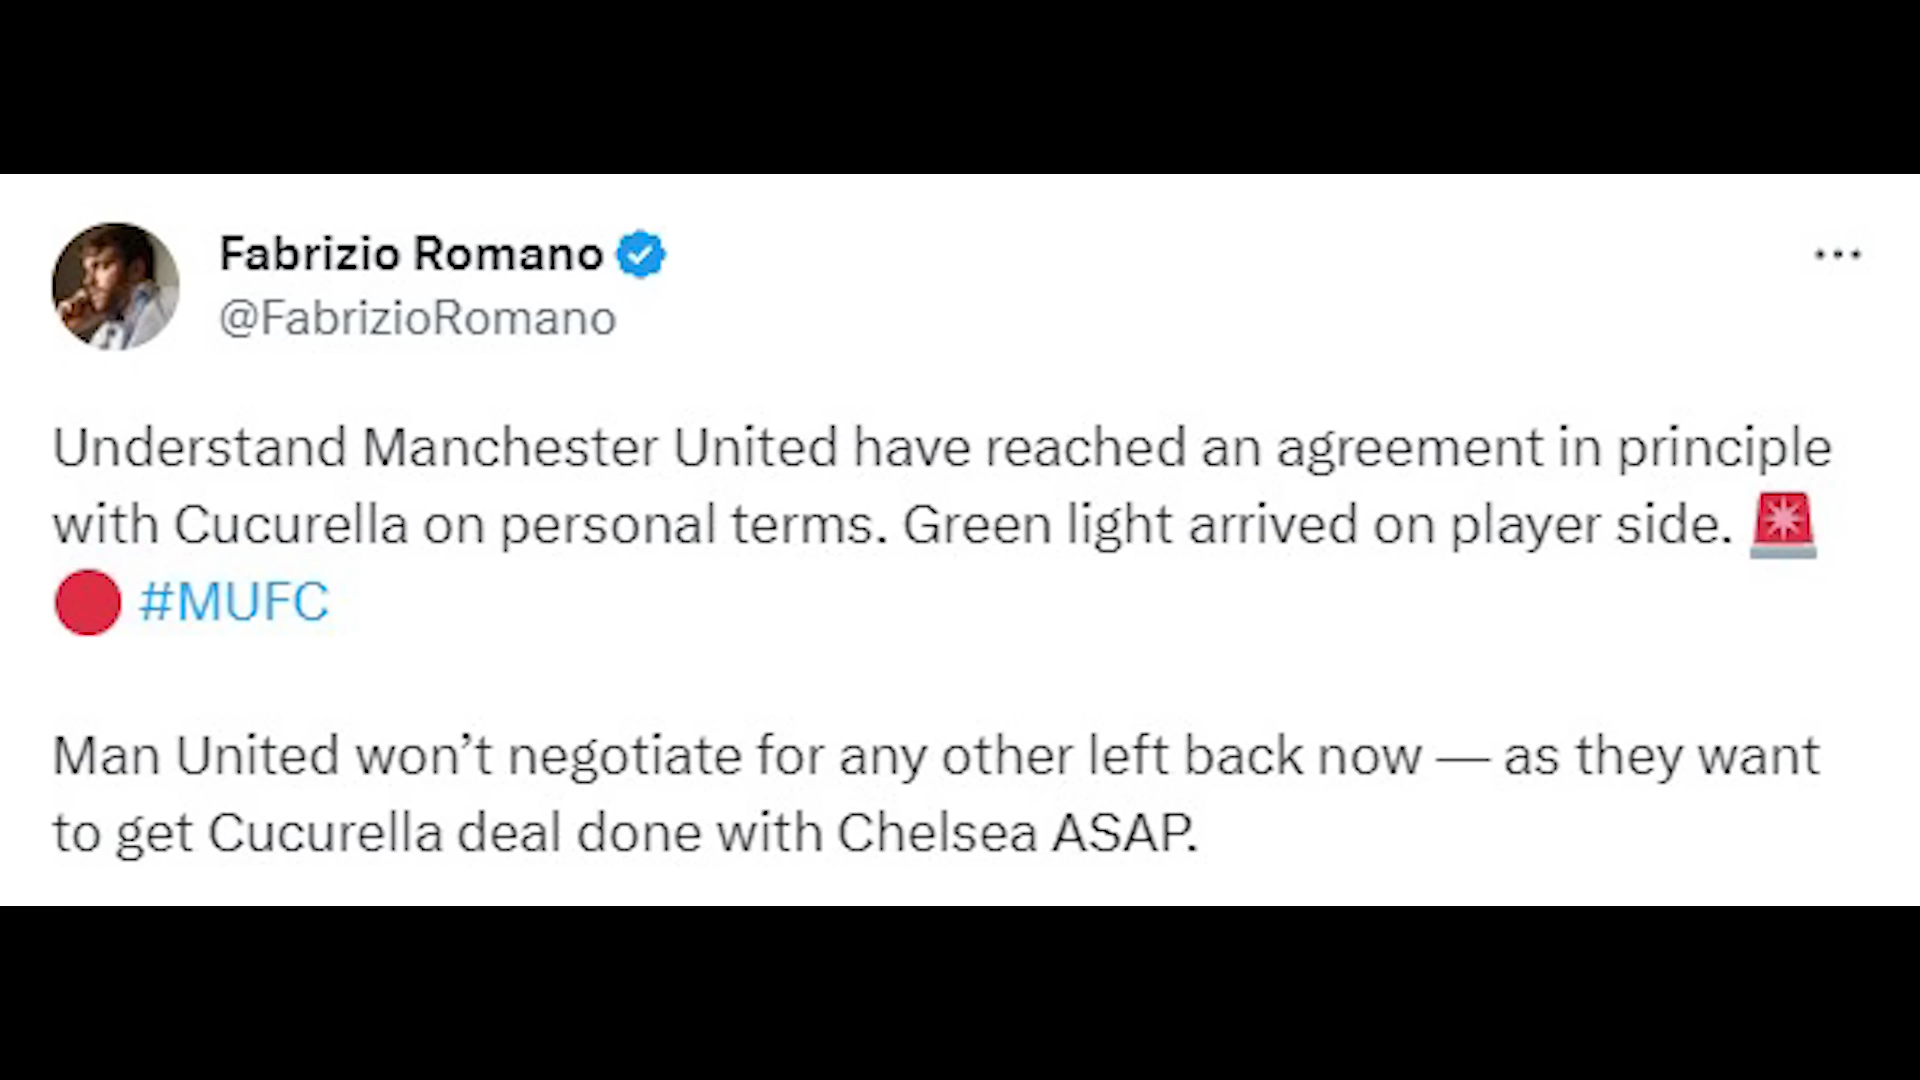 Fabrizio Romano
@FabrizioRomano
Understand Manchester United have reached an agreement in principle
with Cucurella on personal terms. Green light arrived on player side. 🚨
🔴 #MUFC
Man United won’t negotiate for any other left back now — as they want
to get Cucurella deal done with Chelsea ASAP.